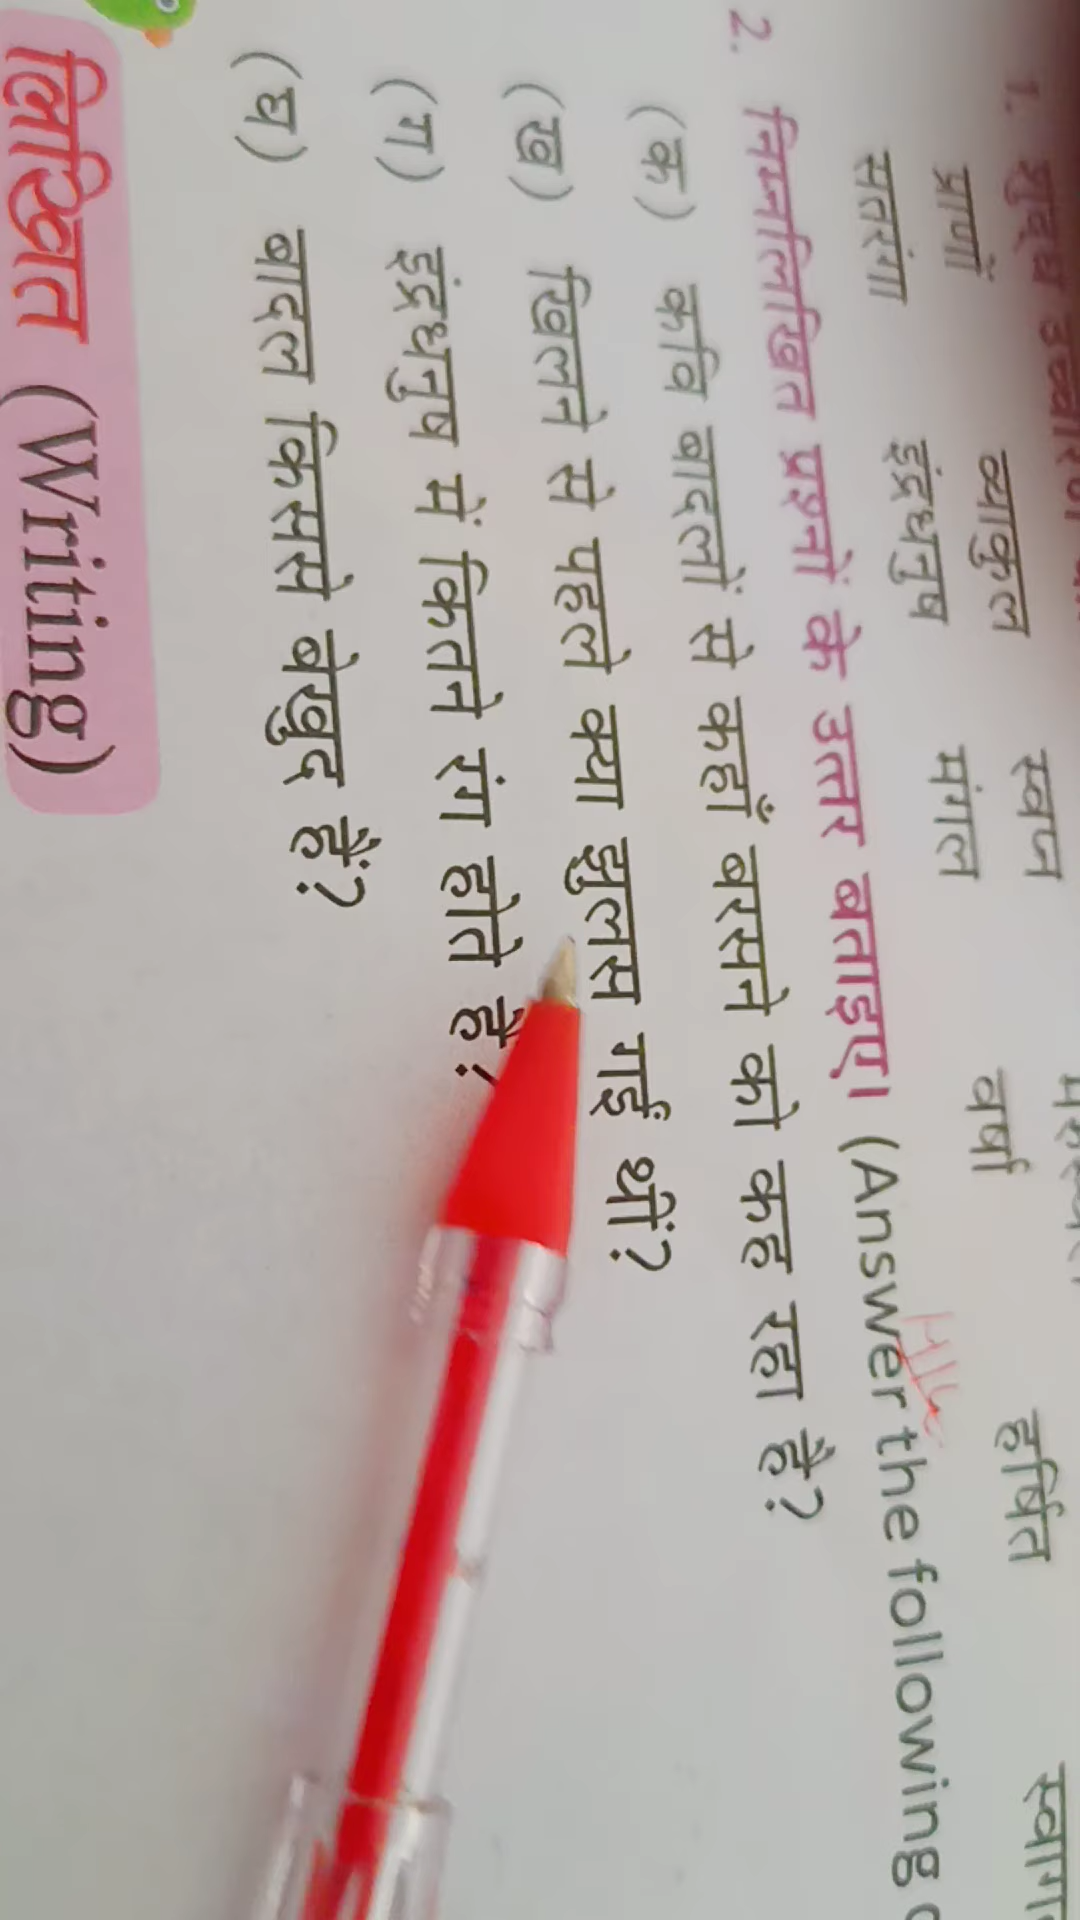 1. शुद्ध उच्चारण
प्राणों व्याकुल स्वप्न
सतरंगा इंद्रधनुष मंगल वर्षा हर्षित
2. निम्नलिखित प्रश्नों के उत्तर बताइए। (Answer the following
(क) कवि बादलों से कहाँ बरसने को कह रहा है?
(ख) खिलने से पहले क्या झुलस गईं थीं?
(ग) इंद्रधनुष में कितने रंग होते हैं?
(घ) बादल किससे बेखुद हैं?
लिखित (Writing)